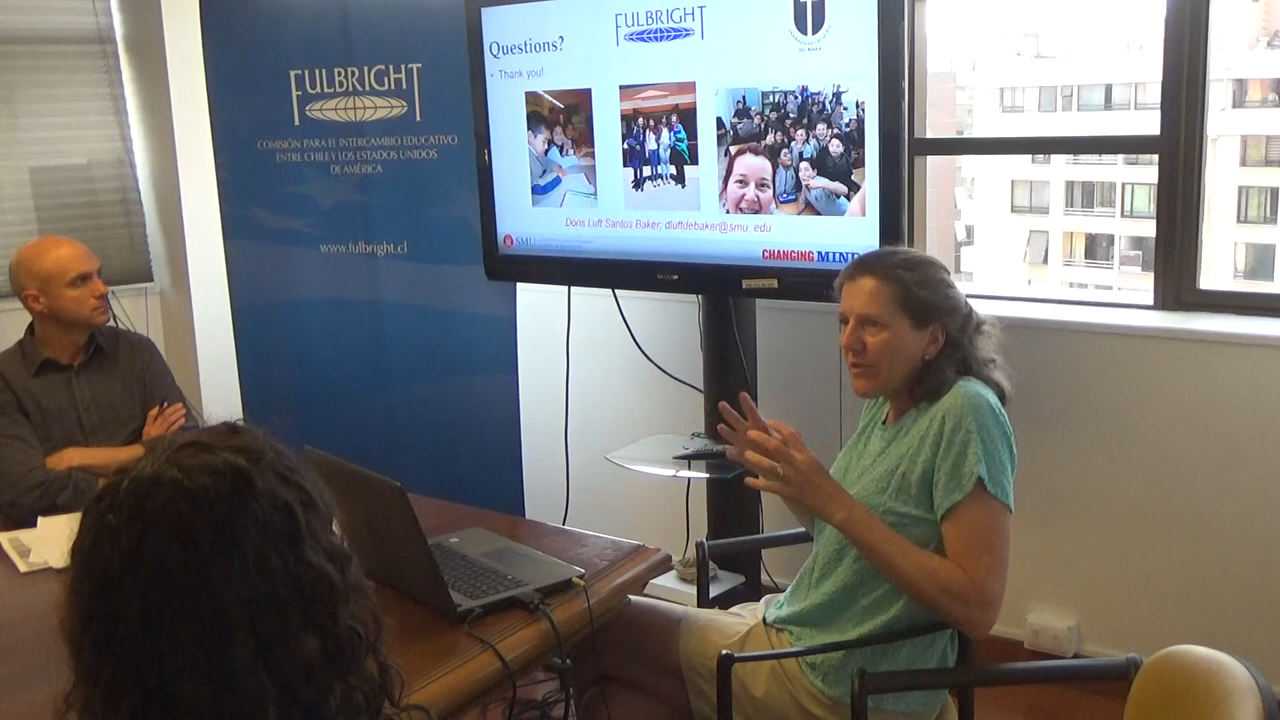 FULBRIGHT
COMISIÓN PARA EL INTERCAMBIO EDUCATIVO
ENTRE CHILE Y LOS ESTADOS UNIDOS
DE AMÉRICA
www.fulbright.cl
FULBRIGHT
Questions?
• Thank you!
Doris Luft Santos Baker; dluftdebaker@smu. edu
SMU
CHANGING MIND